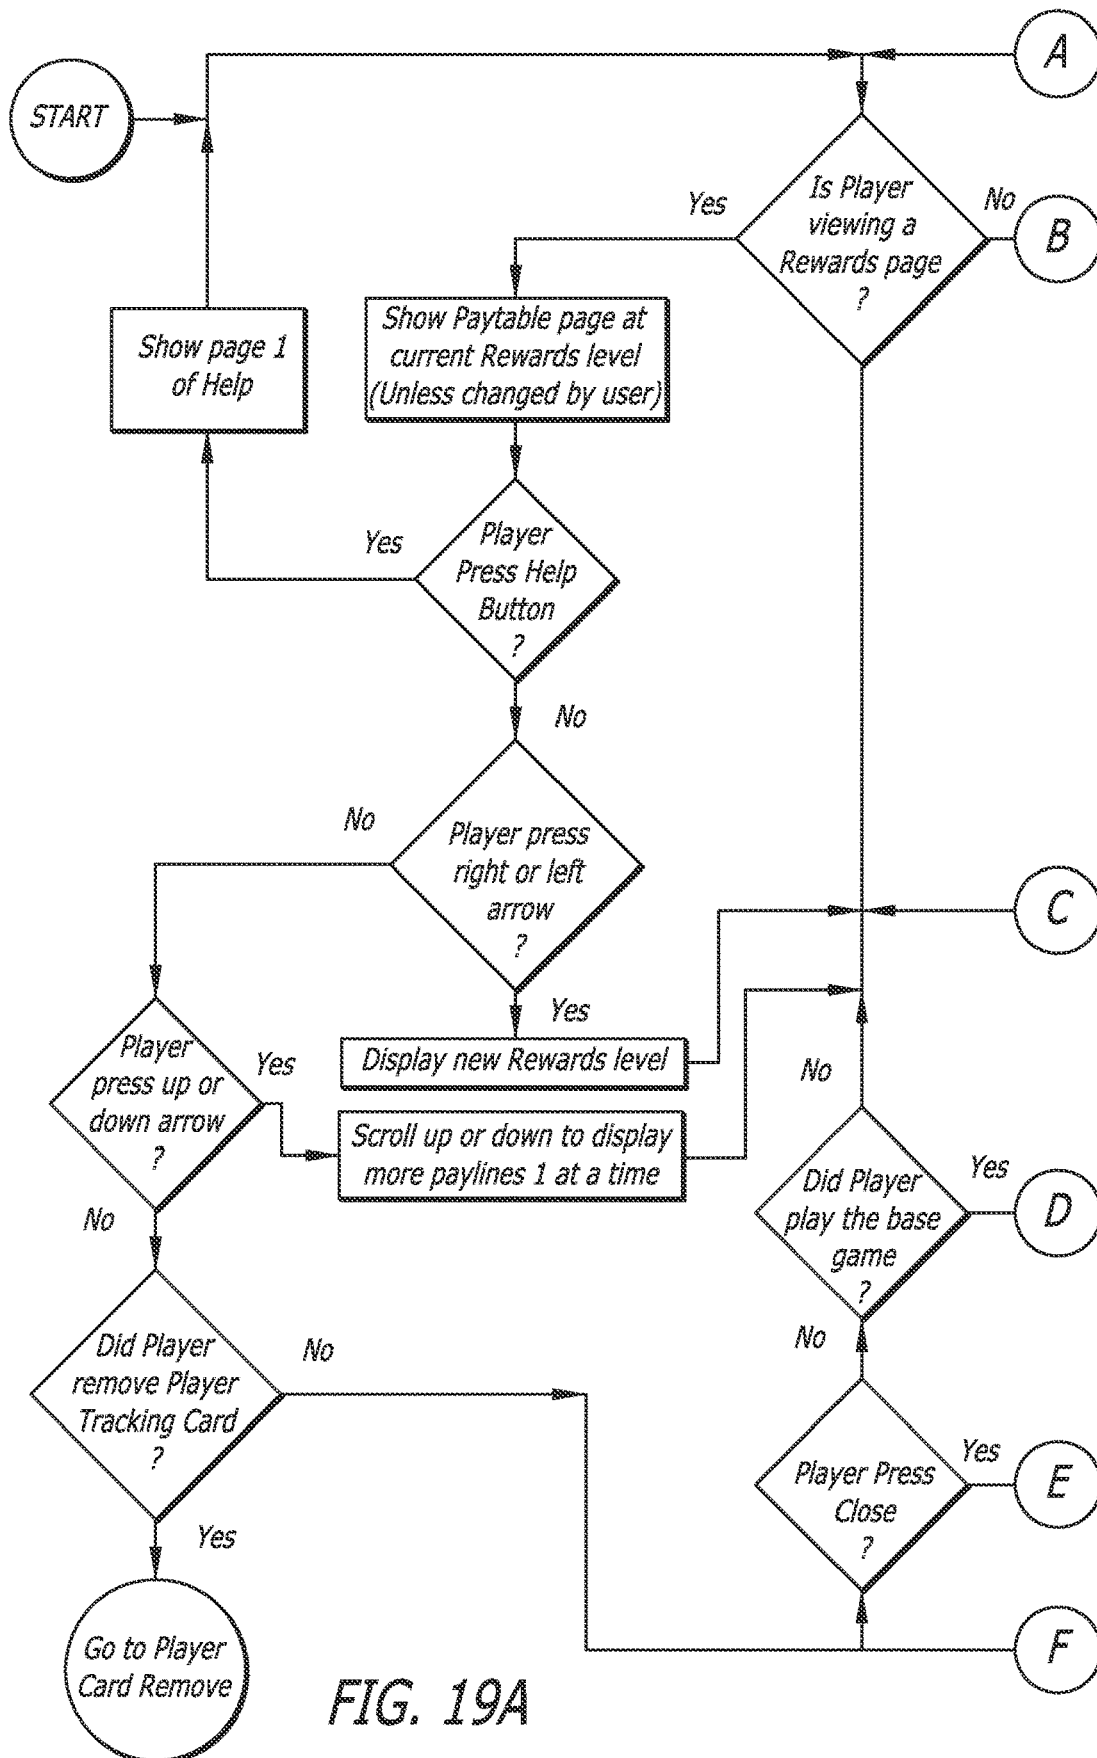 A
START
Is Player
viewing a
Rewards page
?
Yes
No
B
Show page 1
of Help
Show Paytable page at
current Rewards level
(Unless changed by user)
Yes
Player
Press Help
Button
?
No
No
Player press
right or left
arrow
?
C
Yes
Player
press up or
down arrow
?
Yes
Display new Rewards level
No
Scroll up or down to display
more paylines 1 at a time
Did Player
play the base
game
?
Yes
D
No
Did Player
remove Player
Tracking Card
?
No
No
Player Press
Close
?
Yes
E
Yes
Go to Player
Card Remove
F
FIG. 19A